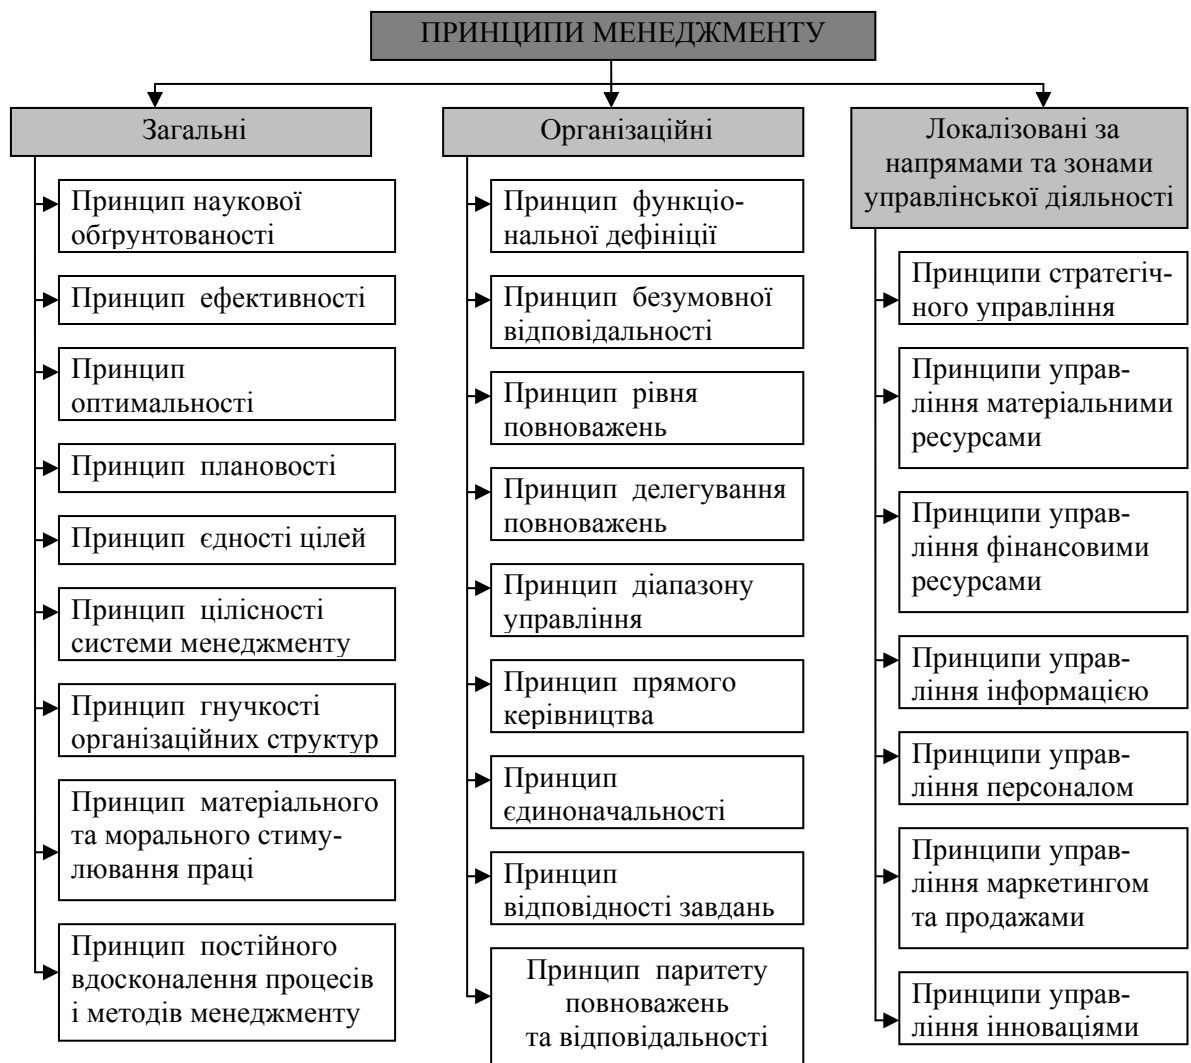 ПРИНЦИПИ МЕНЕДЖМЕНТУ
Загальні
Принцип наукової
обґрунтованості
Принцип ефективності
Принцип
оптимальності
Принцип плановості
Принцип єдності цілей
Принцип цілісності
системи менеджменту
Принцип гнучкості
організаційних структур
Принцип матеріального
та морального стиму-
лювання праці
Принцип постійного
вдосконалення процесів
і методів менеджменту
Організаційні
Принцип функціо-
нальної дефініції
Принцип безумовної
відповідальності
Принцип рівня
повноважень
Принцип делегування
повноважень
Принцип діапазону
управління
Принцип прямого
керівництва
Принцип
єдиноначальності
Принцип
відповідності завдань
Принцип паритету
повноважень
та відповідальності
Локалізовані за
напрямами та зонами
управлінської діяльності
Принципи стратегіч-
ного управління
Принципи управ-
ління матеріальними
ресурсами
Принципи управ-
ління фінансовими
ресурсами
Принципи управ-
ління інформацією
Принципи управ-
ління персоналом
Принципи управ-
ління маркетингом
та продажами
Принципи управ-
ління інноваціями